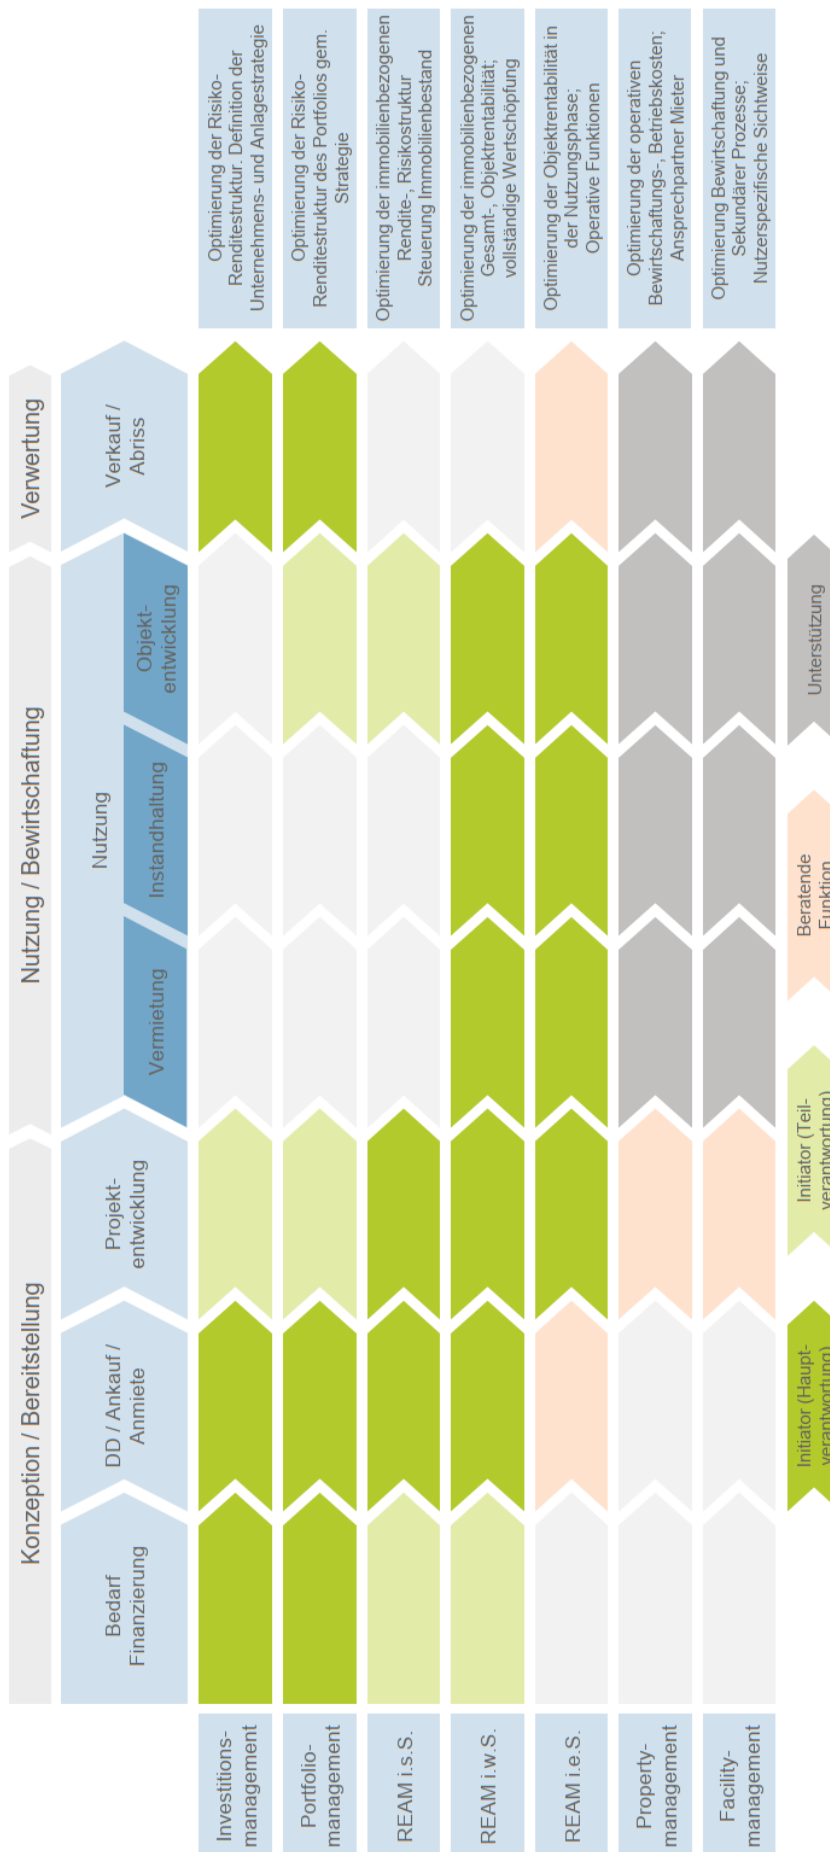 Konzeption / Bereitstellung
Nutzung / Bewirtschaftung
Verwertung
Bedarf
Finanzierung
DD / Ankauf /
Anmiete
Projekt-
entwicklung
Nutzung
Vermietung
Instandhaltung
Objekt-
entwicklung
Verkauf /
Abriss
Investitions-
management
Optimierung der Risiko-
Renditestruktur. Definition der
Unternehmens- und Anlagestrategie
Portfolio-
management
Optimierung der Risiko-
Renditestruktur des Portfolios gem.
Strategie
REAM i.s.S.
Optimierung der immobilienbezogenen
Rendite-, Risikostruktur
Steuerung Immobilienbestand
REAM i.w.S.
Optimierung der immobilienbezogenen
Gesamt-, Objektrentabilität;
vollständige Wertschöpfung
REAM i.e.S.
Optimierung der Objektrentabilität in
der Nutzungsphase;
Operative Funktionen
Property-
management
Optimierung der operativen
Bewirtschaftungs-, Betriebskosten;
Ansprechpartner Mieter
Facility-
management
Optimierung Bewirtschaftung und
Sekundärer Prozesse;
Nutzerspezifische Sichtweise
Initiator (Haupt-
verantwortung)
Initiator (Teil-
verantwortung)
Beratende
Funktion
Unterstützung